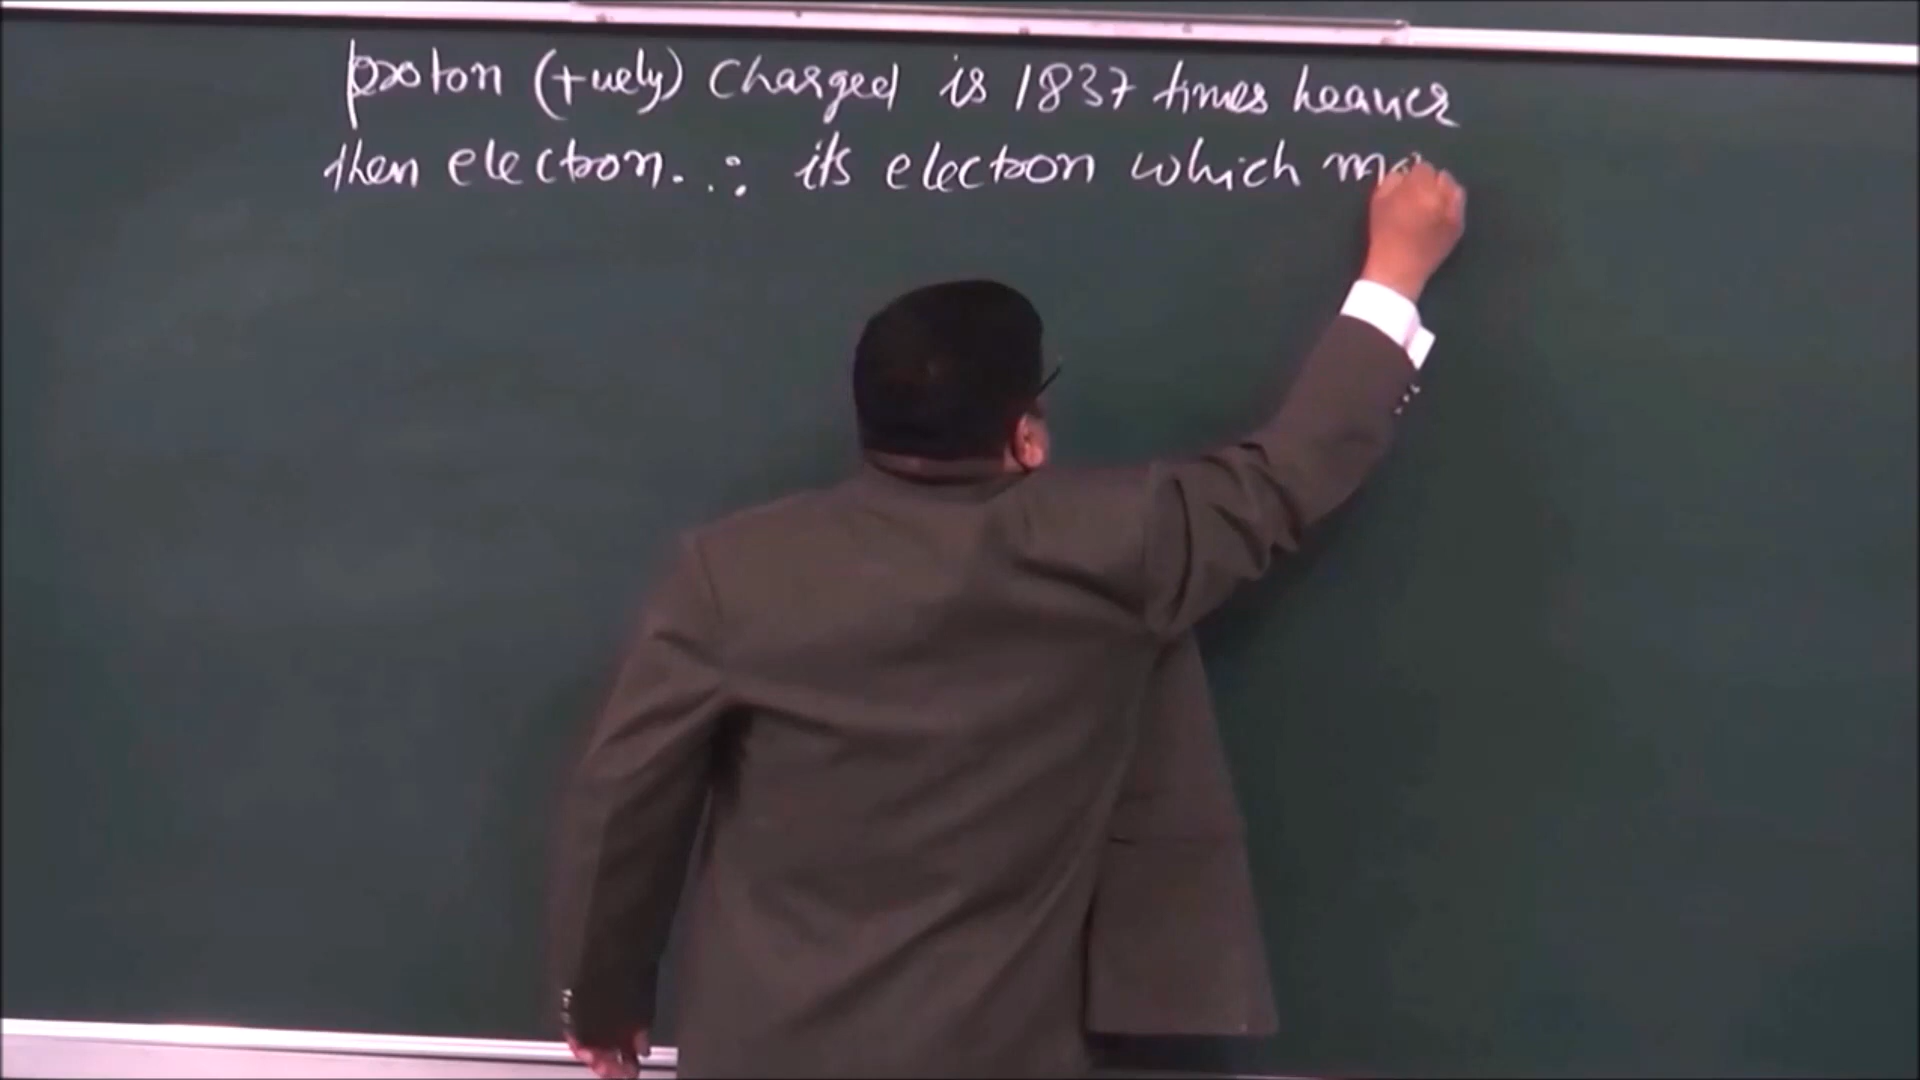 proton (+vely) Charged is 1837 times heavier
then electron. ∴ its electron which